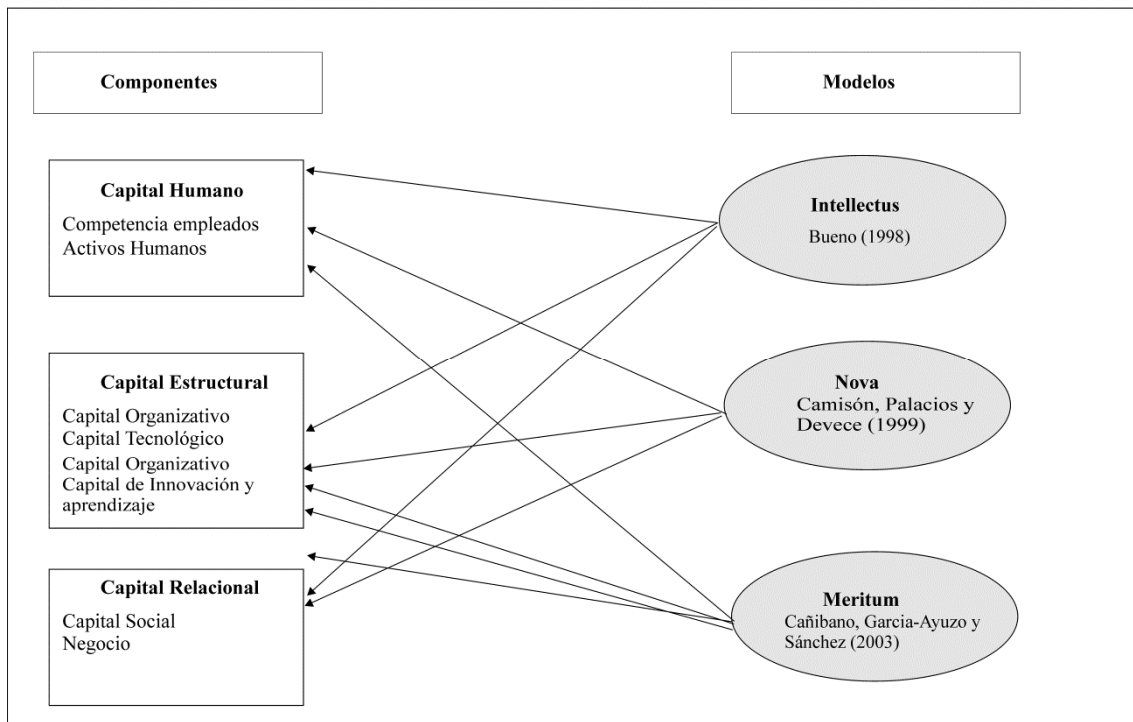 Componentes
Capital Humano
Competencia empleados
Activos Humanos
Capital Estructural
Capital Organizativo
Capital Tecnológico
Capital Organizativo
Capital de Innovación y
aprendizaje
Capital Relacional
Capital Social
Negocio
Modelos
Intellectus
Bueno (1998)
Nova
Camisón, Palacios y
Devece (1999)
Meritum
Cañibano, Garcia-Ayuzo y
Sánchez (2003)